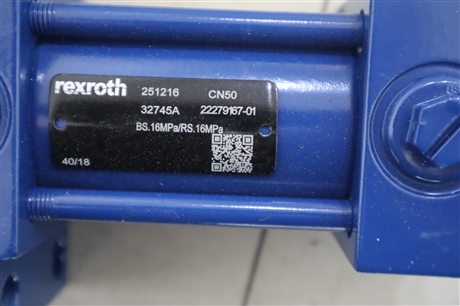 rexroth 251216 CN50
32745A 22279167-01
BS.16MPa/RS.16MPa
40/18